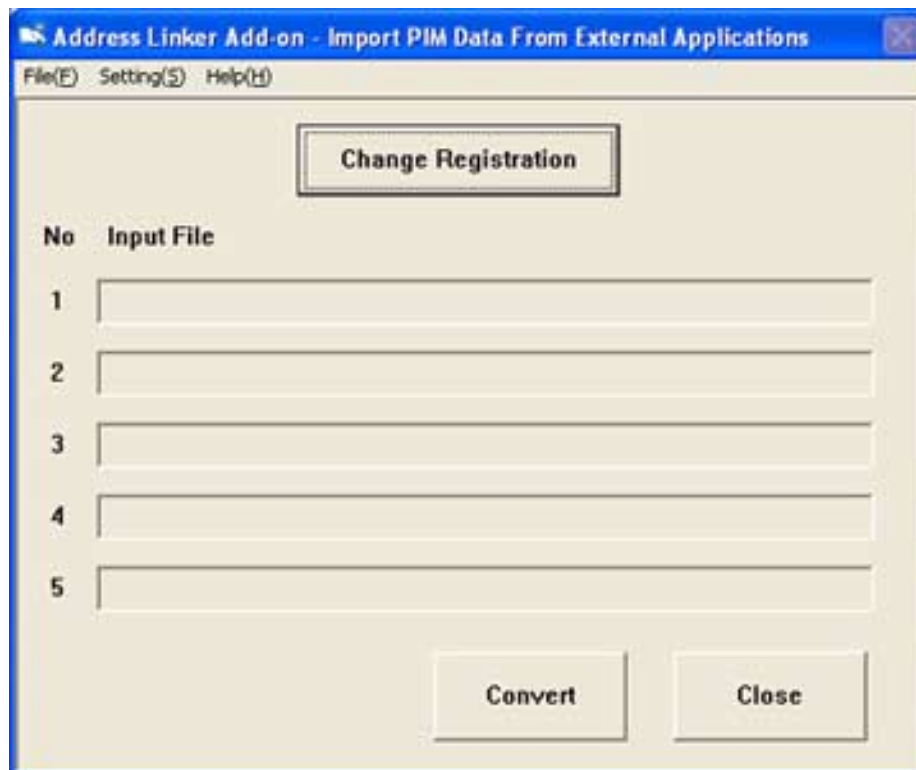 Address Linker Add-on - Import PIM Data From External Applications
File(F) Setting(S) Help(H)
Change Registration
No Input File
1
2
3
4
5
Convert Close